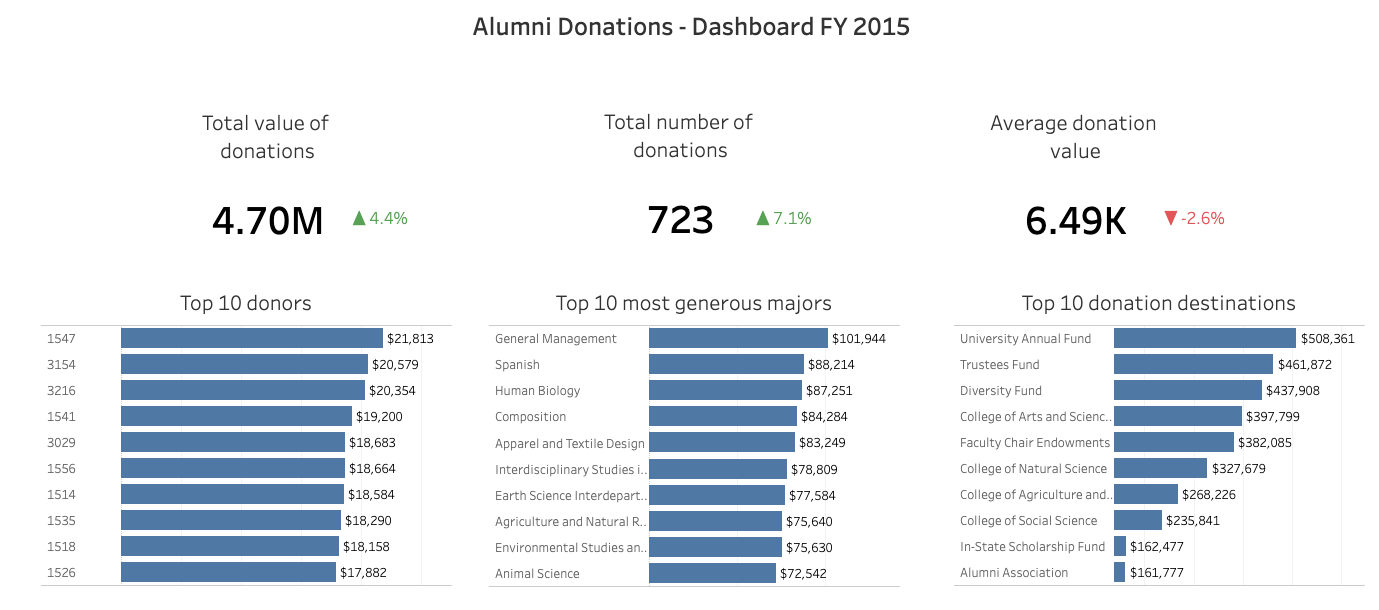 Alumni Donations - Dashboard FY 2015
Total value of
donations
4.70M ▲ 4.4%
Total number of
donations
723 ▲ 7.1%
Average donation
value
6.49K ▼ -2.6%
Top 10 donors
1547 $21,813
3154 $20,579
3216 $20,354
1541 $19,200
3029 $18,683
1556 $18,664
1514 $18,584
1535 $18,290
1518 $18,158
1526 $17,882
Top 10 most generous majors
General Management $101,944
Spanish $88,214
Human Biology $87,251
Composition $84,284
Apparel and Textile Design $83,249
Interdisciplinary Studies i.. $78,809
Earth Science Interdepart.. $77,584
Agriculture and Natural R.. $75,640
Environmental Studies an.. $75,630
Animal Science $72,542
Top 10 donation destinations
University Annual Fund $508,361
Trustees Fund $461,872
Diversity Fund $437,908
College of Arts and Scienc.. $397,799
Faculty Chair Endowments $382,085
College of Natural Science $327,679
College of Agriculture and.. $268,226
College of Social Science $235,841
In-State Scholarship Fund $162,477
Alumni Association $161,777